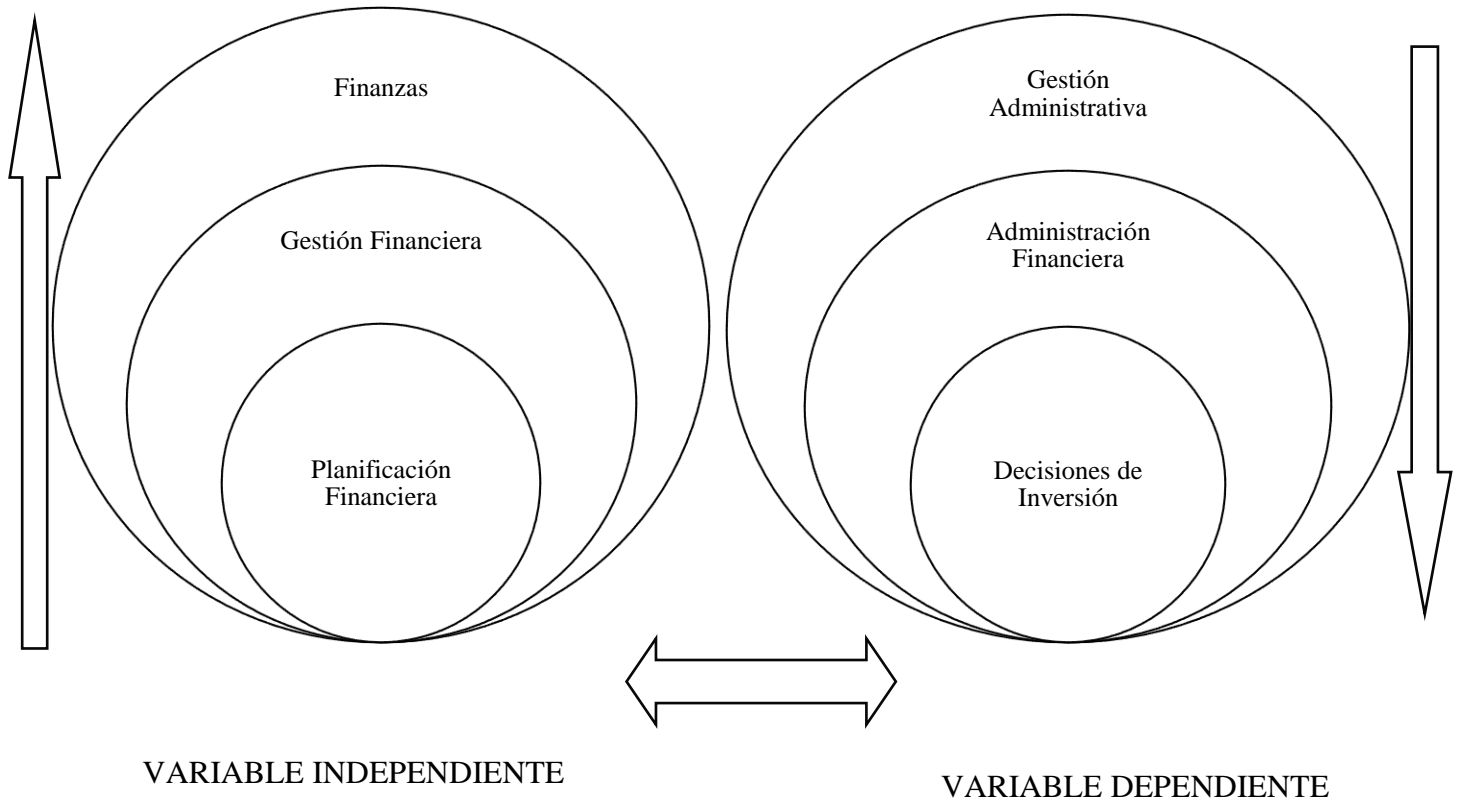 Finanzas
Gestión Financiera
Planificación
Financiera
Gestión
Administrativa
Administración
Financiera
Decisiones de
Inversión
VARIABLE INDEPENDIENTE
VARIABLE DEPENDIENTE